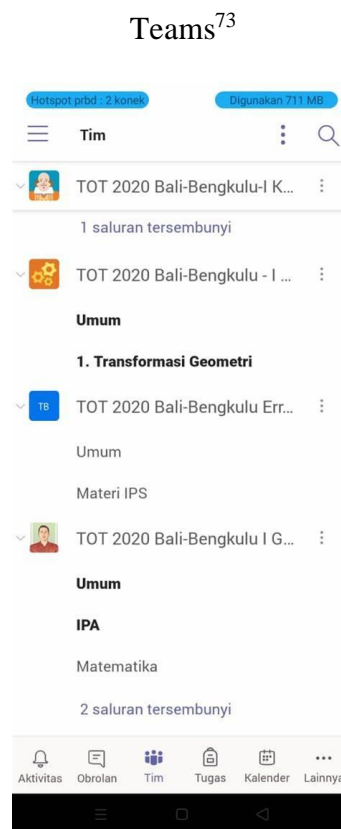 Teams73
Hotspot prbd : 2 konek Digunakan 711 MB
Tim
TOT 2020 Bali-Bengkulu-I K...
1 saluran tersembunyi
TOT 2020 Bali-Bengkulu - I ...
Umum
1. Transformasi Geometri
TB TOT 2020 Bali-Bengkulu Err...
Umum
Materi IPS
TOT 2020 Bali-Bengkulu I G...
Umum
IPA
Matematika
2 saluran tersembunyi
Aktivitas Obrolan Tim Tugas Kalender Lainnya